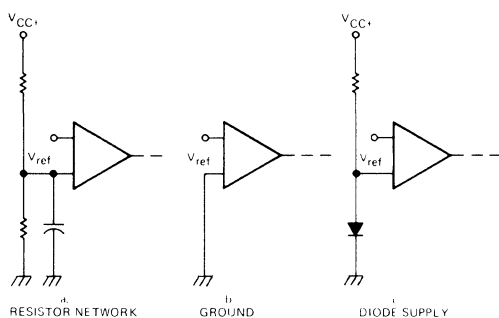 VCC+
VCC+
Vref
Vref
Vref
a.
RESISTOR NETWORK
b
GROUND
DIODE SUPPLY